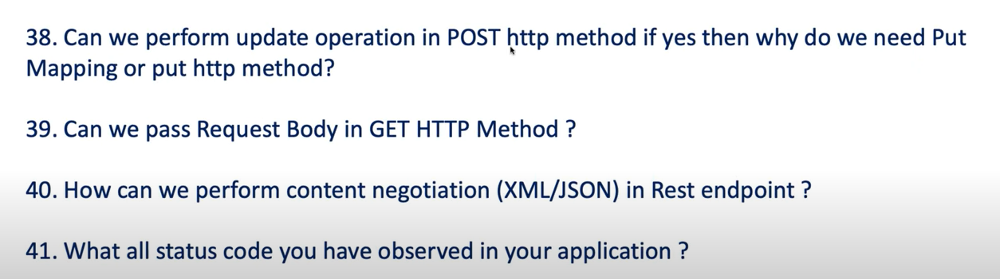 38. Can we perform update operation in POST http method if yes then why do we need Put
Mapping or put http method?
39. Can we pass Request Body in GET HTTP Method ?
40. How can we perform content negotiation (XML/JSON) in Rest endpoint ?
41. What all status code you have observed in your application ?